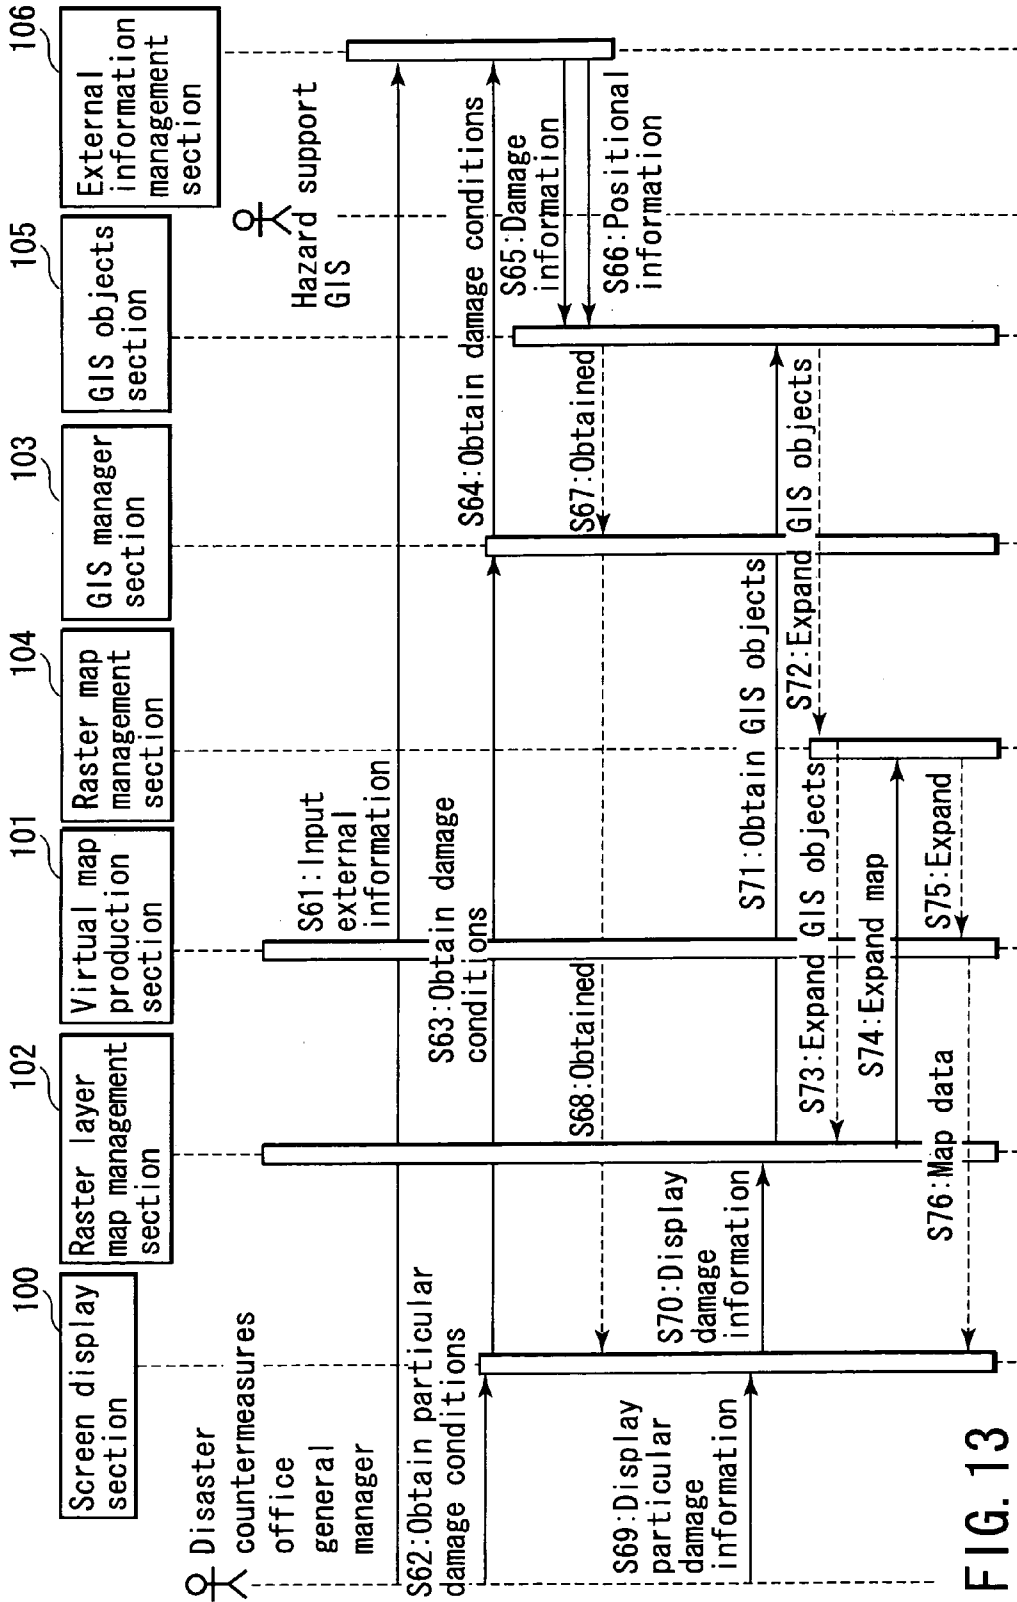 100
Screen display
section
102
Raster layer
map management
section
101
Virtual map
production
section
104
Raster map
management
section
103
GIS manager
section
105
GIS objects
section
106
External
information
management
section
Disaster
countermeasures
office
general
manager
Hazard support
GIS
S61:Input
external
information
S62:Obtain particular
damage conditions
S63:Obtain damage
conditions
S64:Obtain damage conditions
S65:Damage
information
S66:Positional
information
S67:Obtained
S68:Obtained
S69:Display
particular
damage
information
S70:Display
damage
information
S71:Obtain GIS objects
S72:Expand GIS objects
S73:Expand GIS objects
S74:Expand map
S75:Expand
S76:Map data
FIG. 13